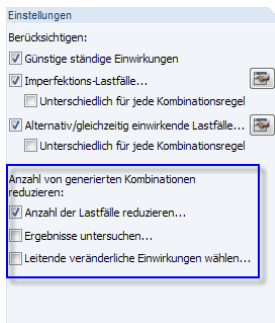 Einstellungen
Berücksichtigen:
Günstige ständige Einwirkungen
Imperfektions-Lastfälle...
Unterschiedlich für jede Kombinationsregel
Alternativ/gleichzeitig einwirkende Lastfälle...
Unterschiedlich für jede Kombinationsregel
Anzahl von generierten Kombinationen
reduzieren:
Anzahl der Lastfälle reduzieren...
Ergebnisse untersuchen...
Leitende veränderliche Einwirkungen wählen...